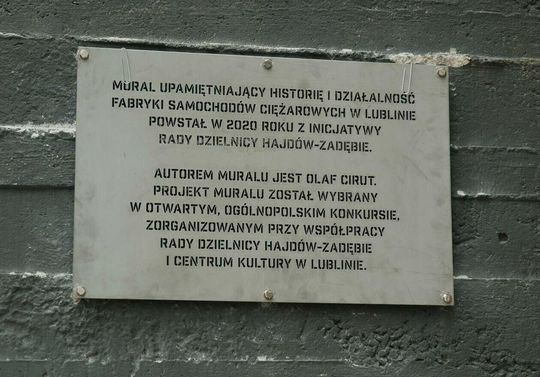 MURAL UPAMIĘTNIAJĄCY HISTORIĘ I DZIAŁALNOŚĆ
FABRYKI SAMOCHODÓW CIĘŻAROWYCH W LUBLINIE
POWSTAŁ W 2020 ROKU Z INICJATYWY
RADY DZIELNICY HAJDÓW-ZADĘBIE.
AUTOREM MURALU JEST OLAF CIRUT.
PROJEKT MURALU ZOSTAŁ WYBRANY
W OTWARTYM, OGÓLNOPOLSKIM KONKURSIE,
ZORGANIZOWANYM PRZY WSPÓŁPRACY
RADY DZIELNICY HAJDÓW-ZADĘBIE
I CENTRUM KULTURY W LUBLINIE.